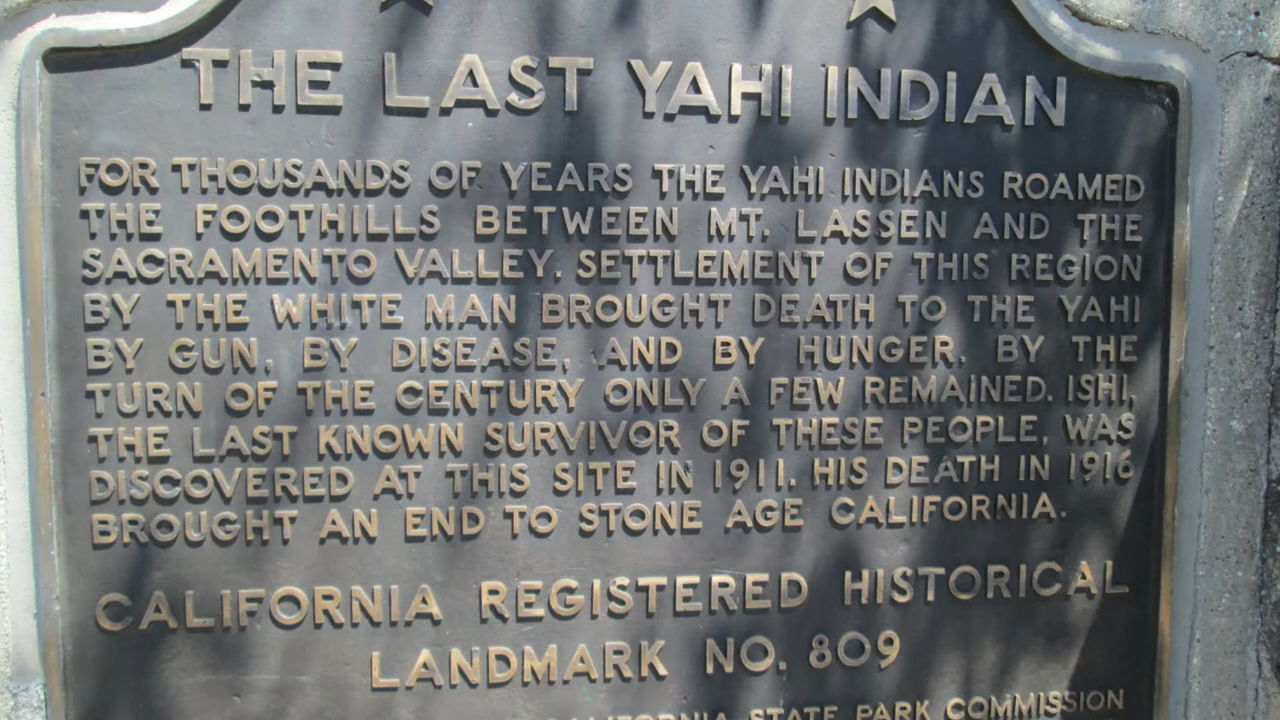 THE LAST YAHI INDIAN
FOR THOUSANDS OF YEARS THE YAHI INDIANS ROAMED
THE FOOTHILLS BETWEEN MT. LASSEN AND THE
SACRAMENTO VALLEY. SETTLEMENT OF THIS REGION
BY THE WHITE MAN BROUGHT DEATH TO THE YAHI
BY GUN, BY DISEASE, AND BY HUNGER. BY THE
TURN OF THE CENTURY ONLY A FEW REMAINED. ISHI,
THE LAST KNOWN SURVIVOR OF THESE PEOPLE, WAS
DISCOVERED AT THIS SITE IN 1911. HIS DEATH IN 1916
BROUGHT AN END TO STONE AGE CALIFORNIA.
CALIFORNIA REGISTERED HISTORICAL
LANDMARK NO. 809
CALIFORNIA STATE PARK COMMISSION